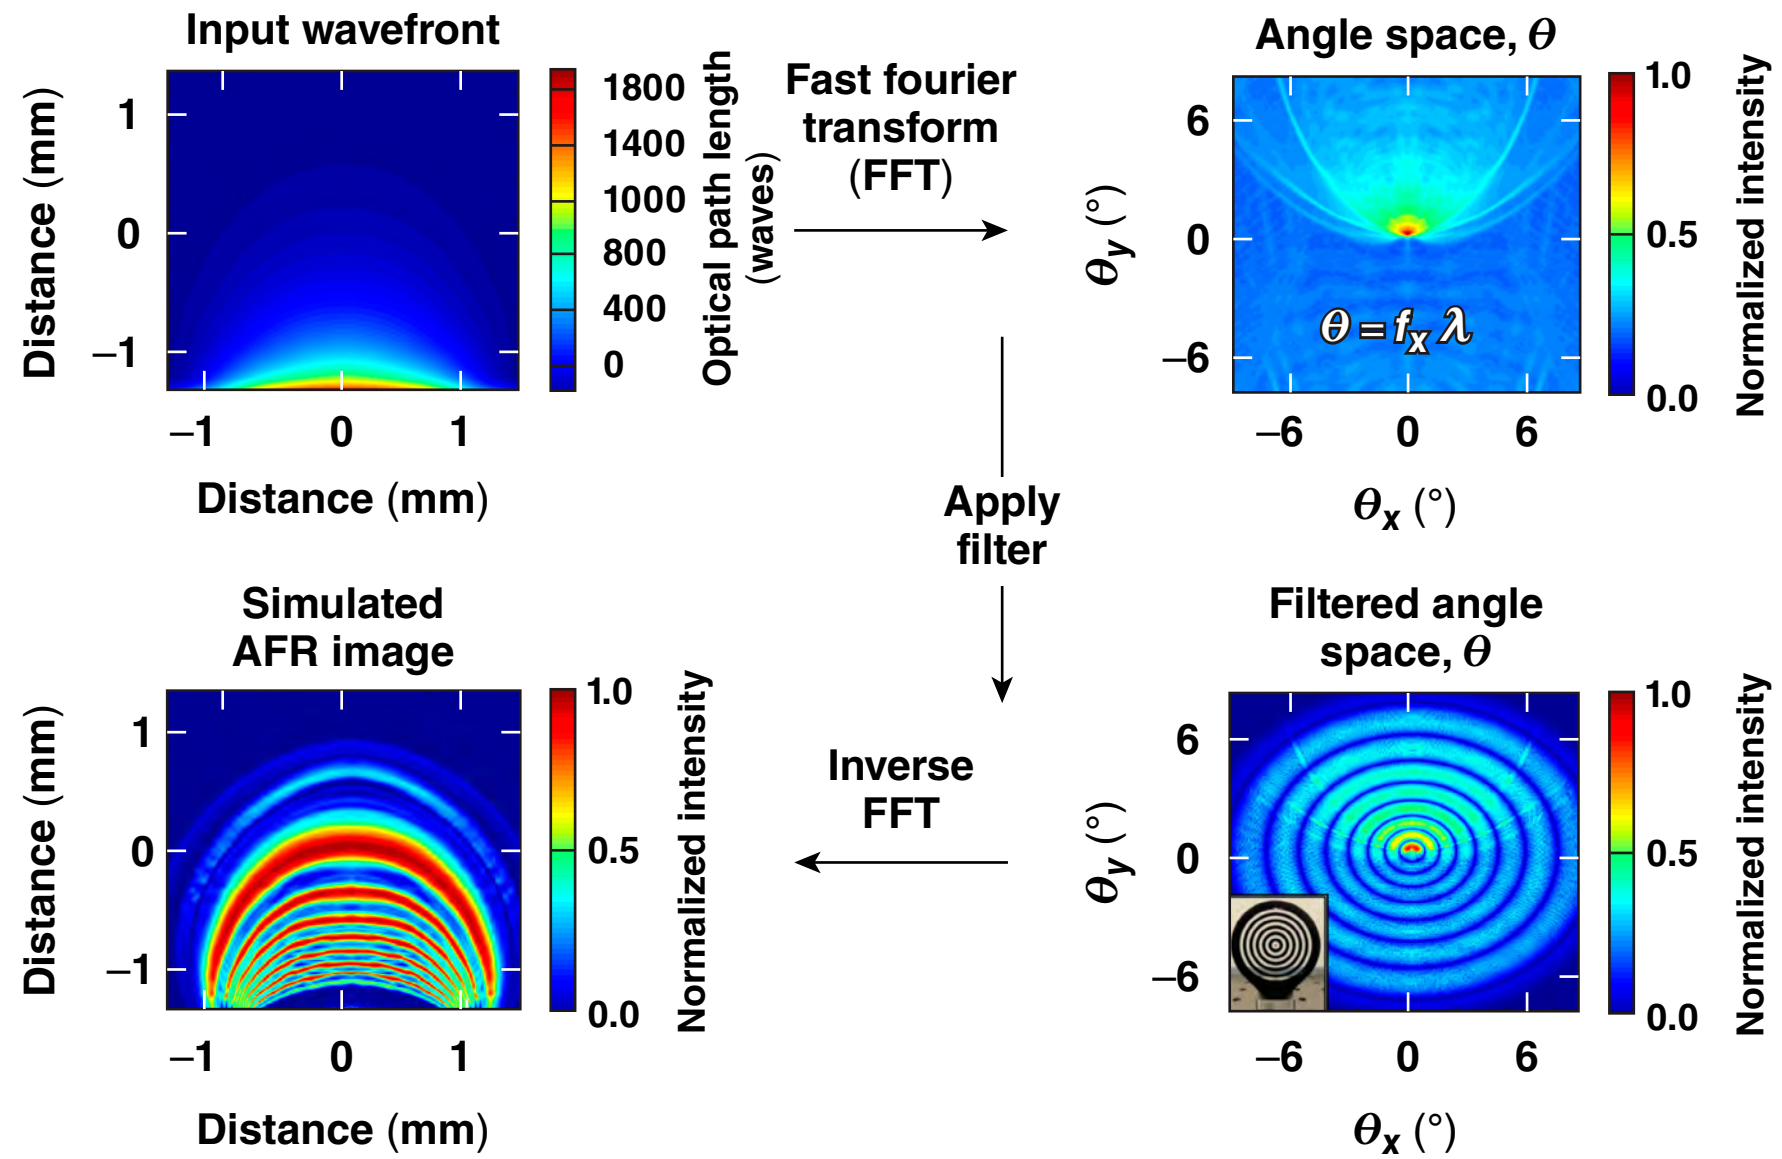 Input wavefront
Distance (mm)
1
0
–1
–1 0 1
Distance (mm)
1800
1400
1000
800
400
0
Optical path length
(waves)
Fast fourier
transform
(FFT)
Angle space, θ
θy (°)
6
0
–6
θ = fx λ
–6 0 6
θx (°)
1.0
0.5
0.0
Normalized intensity
Apply
filter
Simulated
AFR image
Distance (mm)
1
0
–1
–1 0 1
Distance (mm)
1.0
0.5
0.0
Normalized intensity
Inverse
FFT
Filtered angle
space, θ
θy (°)
6
0
–6
–6 0 6
θx (°)
1.0
0.5
0.0
Normalized intensity